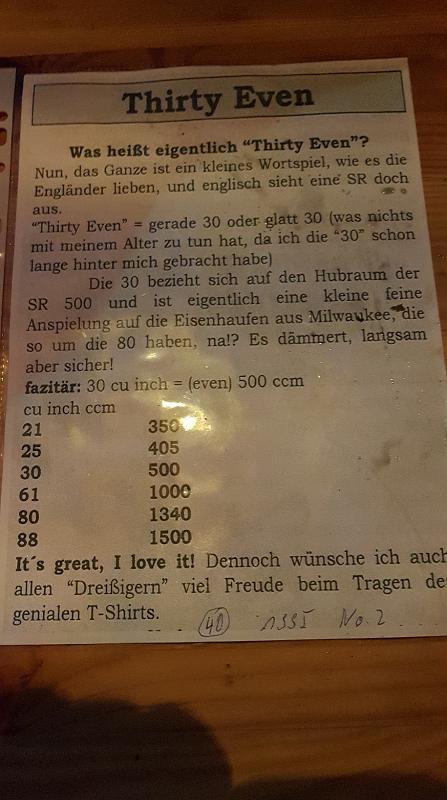 Thirty Even
Was heißt eigentlich “Thirty Even”?
Nun, das Ganze ist ein kleines Wortspiel, wie es die
Engländer lieben, und englisch sieht eine SR doch
aus.
“Thirty Even” = gerade 30 oder glatt 30 (was nichts
mit meinem Alter zu tun hat, da ich die “30” schon
lange hinter mich gebracht habe)
Die 30 bezieht sich auf den Hubraum der
SR 500 und ist eigentlich eine kleine feine
Anspielung auf die Eisenhaufen aus Milwaukee, die
so um die 80 haben, na!? Es dämmert, langsam
aber sicher!
fazitär: 30 cu inch = (even) 500 ccm
cu inch ccm
21 350
25 405
30 500
61 1000
80 1340
88 1500
It´s great, I love it! Dennoch wünsche ich auch
allen “Dreißigern” viel Freude beim Tragen de
genialen T-Shirts.
40 1995 No. 2